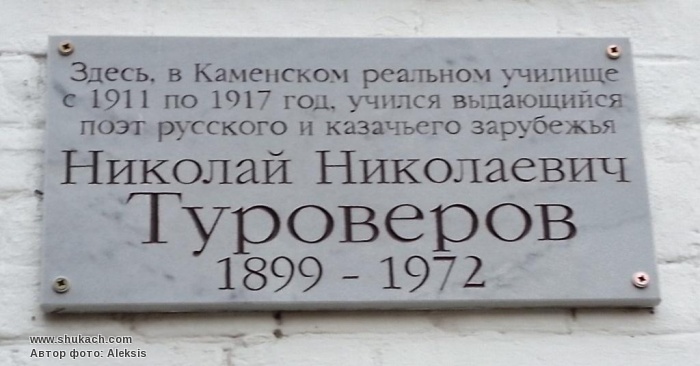 Здесь, в Каменском реальном училище
с 1911 по 1917 год, учился выдающийся
поэт русского и казачьего зарубежья
Николай Николаевич
Туроверов
1899 - 1972
www.shukach.com
Автор фото: Aleksis